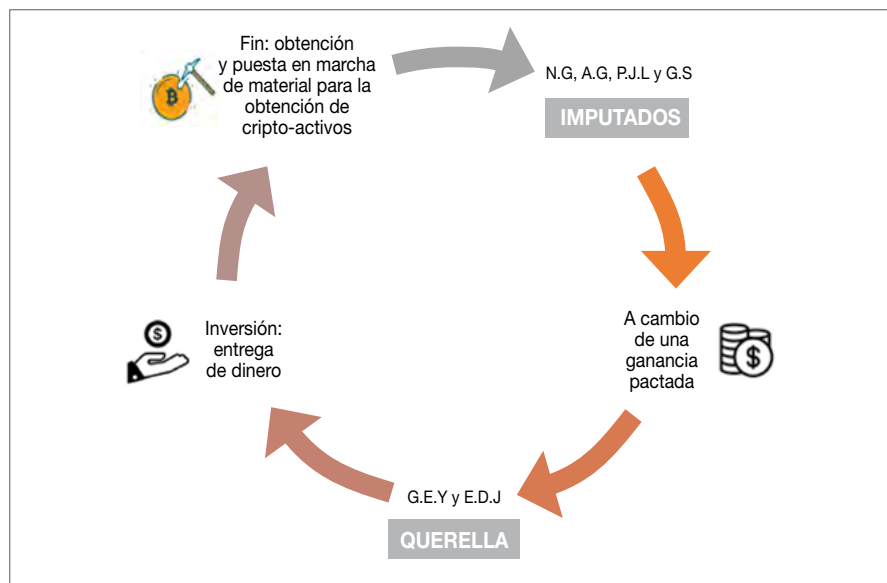 Fin: obtención
y puesta en marcha
de material para la
obtención de
cripto-activos
N.G, A.G, P.J.L y G.S
IMPUTADOS
A cambio
de una
ganancia
pactada
G.E.Y y E.D.J
QUERELLA
Inversión:
entrega
de dinero